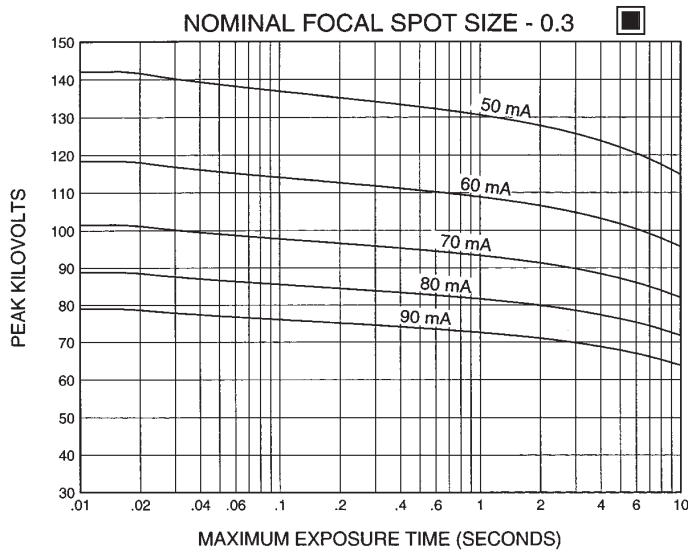 NOMINAL FOCAL SPOT SIZE - 0.3
150
140
130
120
110
100
90
80
70
60
50
40
30
PEAK KILOVOLTS
50 mA
60 mA
70 mA
80 mA
90 mA
.01 .02 .04 .06 .1 .2 .4 .6 1 2 4 6 10
MAXIMUM EXPOSURE TIME (SECONDS)